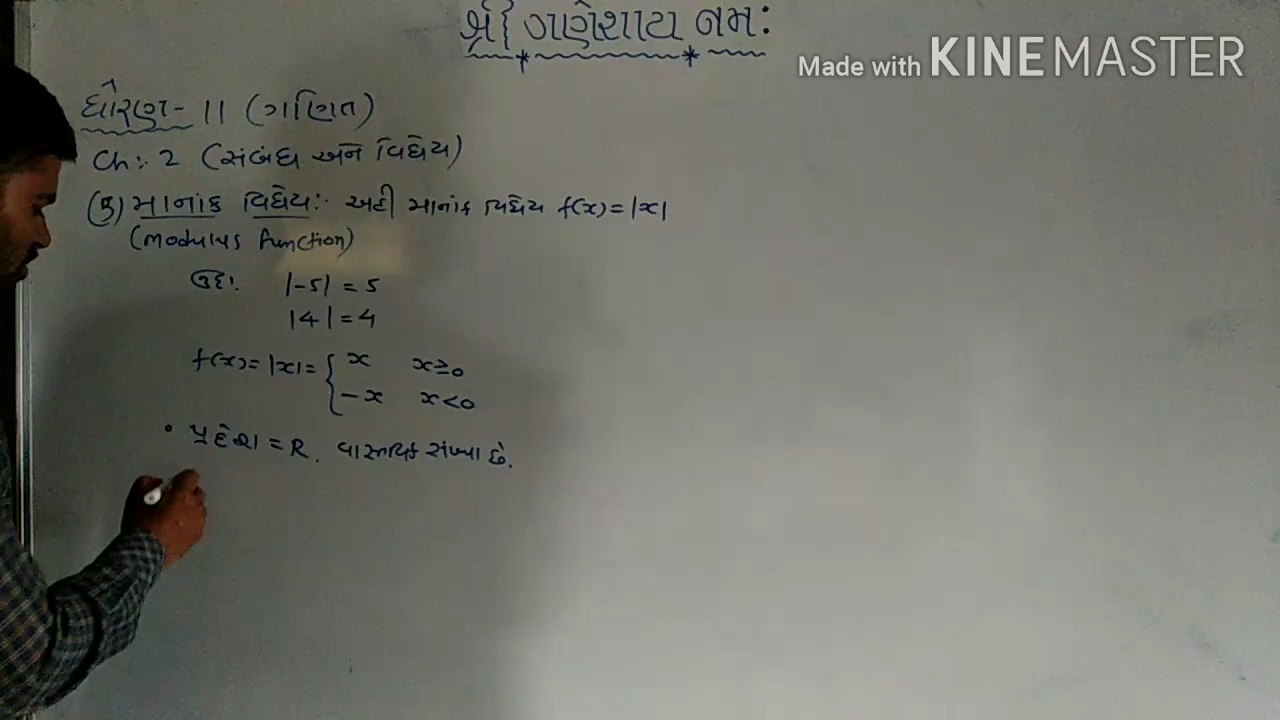 શ્રી ગણેશાય નમઃ
Made with KINEMASTER
ધોરણ - 11 (ગણિત)
Ch : 2 (સંબંધ અને વિધેય)
(5) માનાંક વિધેય :- અહી માનાંક વિધેય f(x) = |x|
(Modulus function)
ઉદા. |-5| = 5
|4| = 4
f(x) = |x| = { x x ≥ 0
-x x < 0
• પ્રદેશ = R. વાસ્તવિક સંખ્યા છે.